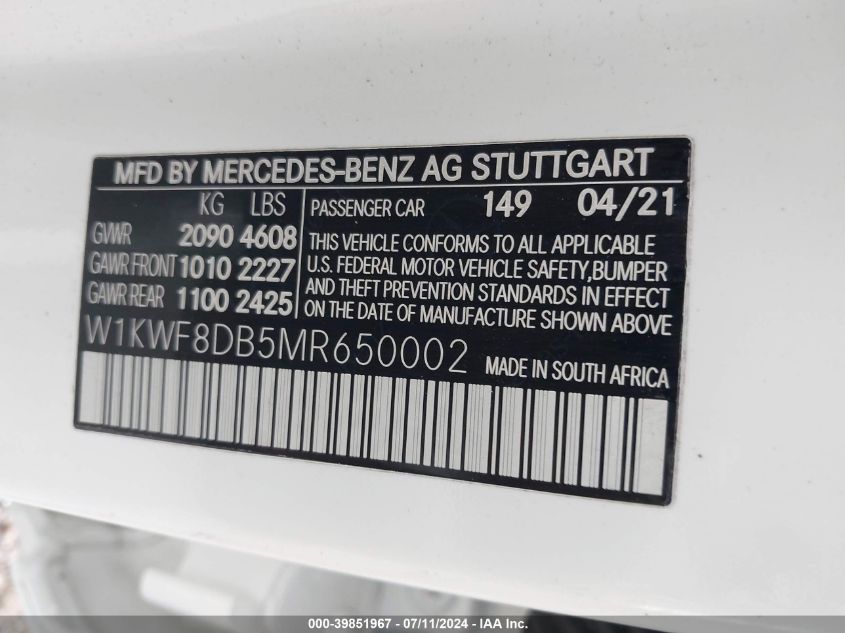 MFD BY MERCEDES-BENZ AG STUTTGART
KG LBS
GVWR 2090 4608
GAWR FRONT 1010 2227
GAWR REAR 1100 2425
PASSENGER CAR 149 04/21
THIS VEHICLE CONFORMS TO ALL APPLICABLE
U.S. FEDERAL MOTOR VEHICLE SAFETY,BUMPER
AND THEFT PREVENTION STANDARDS IN EFFECT
ON THE DATE OF MANUFACTURE SHOWN ABOVE
W1KWF8DB5MR650002
MADE IN SOUTH AFRICA
000-39851967 - 07/11/2024 - IAA Inc.